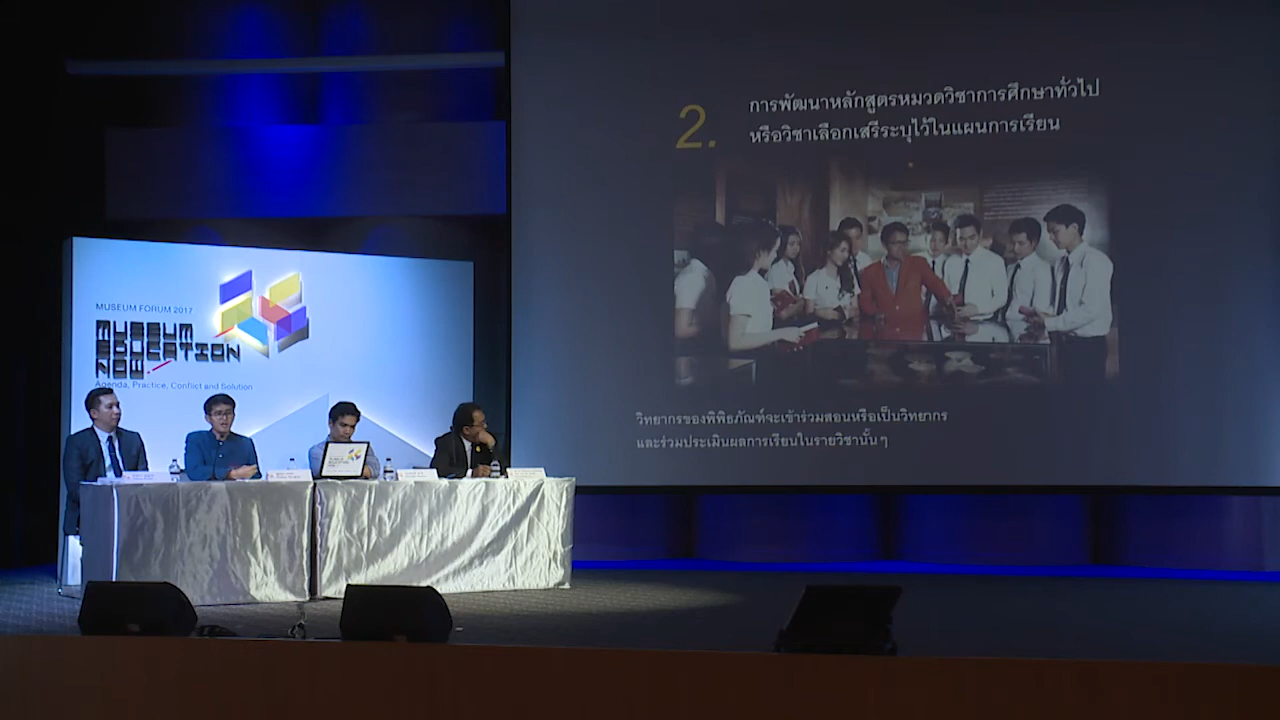 MUSEUM FORUM 2017
MUSEUM
EDUCATION
NOW!
Agenda, Practice, Conflict and Solution
2.
การพัฒนาหลักสูตรหมวดวิชาการศึกษาทั่วไป
หรือวิชาเลือกเสรีระบุไว้ในแผนการเรียน
วิทยากรของพิพิธภัณฑ์จะเข้าร่วมสอนหรือเป็นวิทยากร
และร่วมประเมินผลการเรียนในรายวิชานั้นๆ